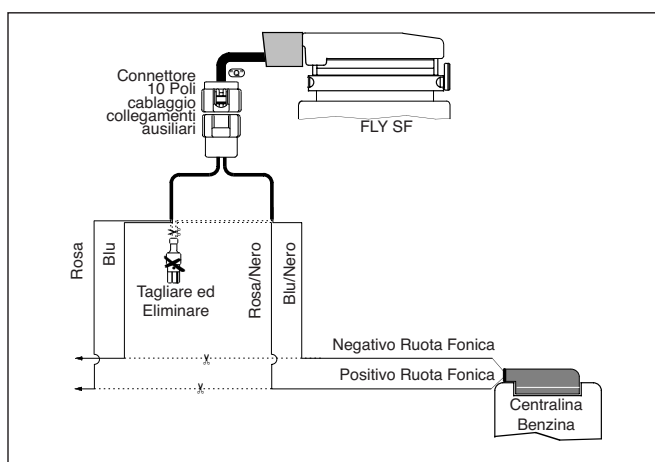 Connettore
10 Poli
cablaggio
collegamenti
ausiliari
FLY SF
Rosa
Blu
Tagliare ed
Eliminare
Rosa/Nero
Blu/Nero
Negativo Ruota Fonica
Positivo Ruota Fonica
Centralina
Benzina